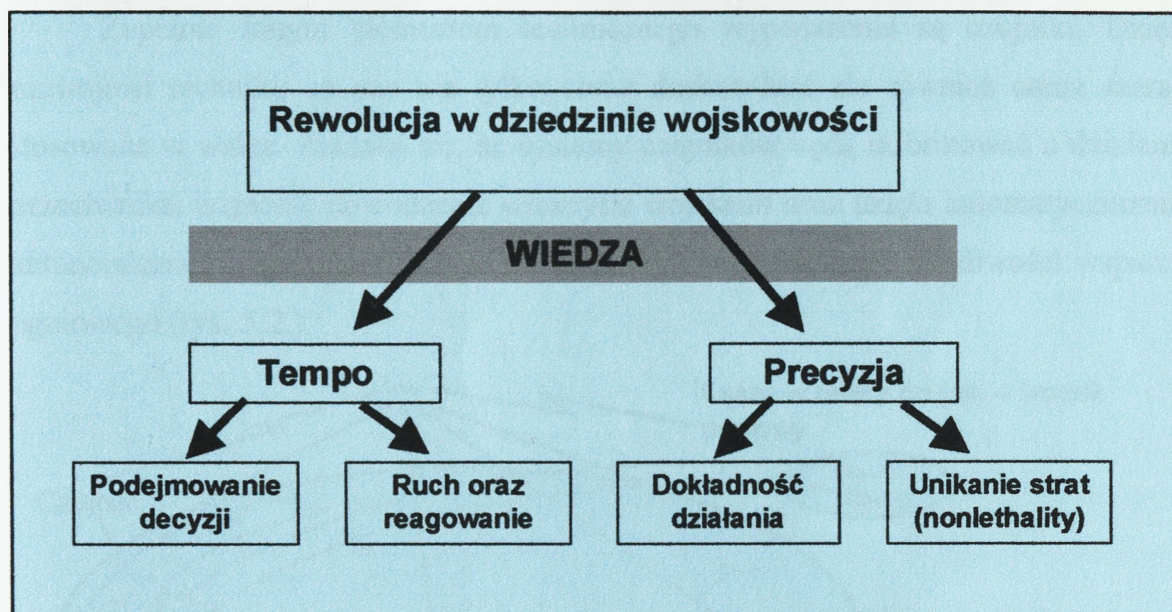 Rewolucja w dziedzinie wojskowości
WIEDZA
Tempo
Precyzja
Podejmowanie
decyzji
Ruch oraz
reagowanie
Dokładność
działania
Unikanie strat
(nonlethality)